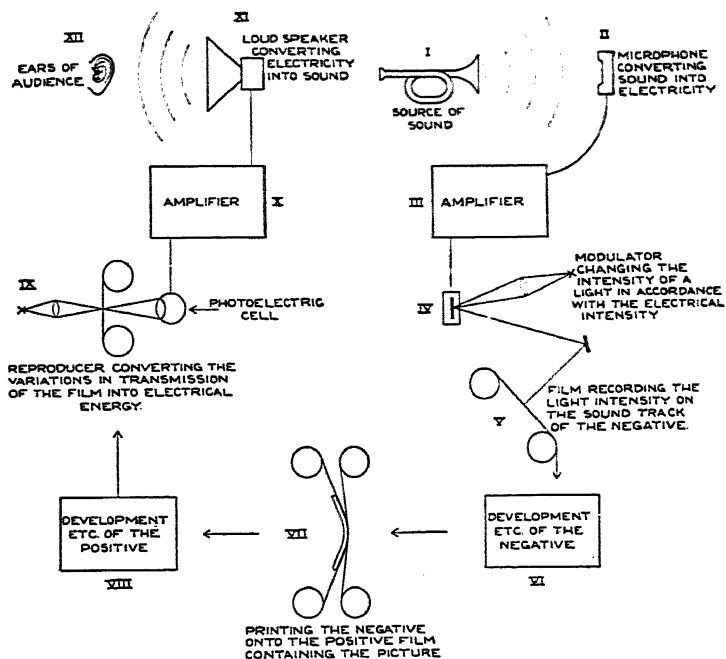 XII
EARS OF
AUDIENCE
XI
LOUD SPEAKER
CONVERTING
ELECTRICITY
INTO SOUND
I
SOURCE OF
SOUND
II
MICROPHONE
CONVERTING
SOUND INTO
ELECTRICITY
AMPLIFIER
X
III
AMPLIFIER
IX
PHOTOELECTRIC
CELL
REPRODUCER CONVERTING THE
VARIATIONS IN TRANSMISSION
OF THE FILM INTO ELECTRICAL
ENERGY.
IV
MODULATOR
CHANGING THE
INTENSITY OF A
LIGHT IN ACCORDANCE
WITH THE ELECTRICAL
INTENSITY
V
FILM RECORDING THE
LIGHT INTENSITY ON
THE SOUND TRACK
OF THE NEGATIVE.
DEVELOPMENT
ETC. OF THE
POSITIVE
VIII
VII
DEVELOPMENT
ETC. OF THE
NEGATIVE
VI
PRINTING THE NEGATIVE
ONTO THE POSITIVE FILM
CONTAINING THE PICTURE